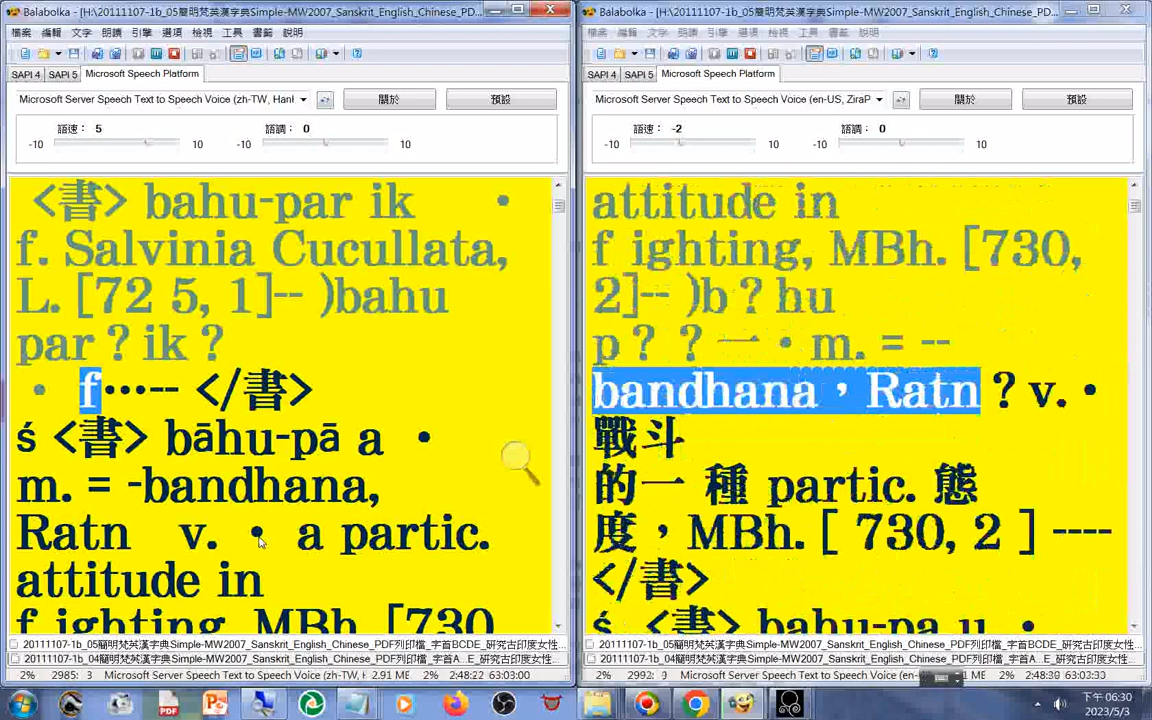 Balabolka - [H:\20111107-1b_05簡明梵英漢字典Simple-MW2007_Sanskrit_English_Chinese_PD...
檔案 編輯 文字 朗讀 引擎 選項 檢視 工具 書籤 說明
SAPI 4 SAPI 5 Microsoft Speech Platform
Microsoft Server Speech Text to Speech Voice (zh-TW, Hanl 關於 預設
語速： 5 語調： 0
-10 10 -10 10
<書> bahu-par ik •
f. Salvinia Cucullata,
L. [72 5, 1]-- )bahu
par ? ik ?
• f…-- </書>
ś <書> bāhu-pā a •
m. = -bandhana,
Ratn v. • a partic.
attitude in
f ighting, MBh. [730,
20111107-1b_05簡明梵英漢字典Simple-MW2007_Sanskrit_English_Chinese_PDF列印檔_字首BCDE_研究古印度女性...
20111107-1b_04簡明梵英漢字典Simple-MW2007_Sanskrit_English_Chinese_PDF列印檔_字首A...E_研究古印度女性...
2% 2985: 3 Microsoft Server Speech Text to Speech Voice (zh-TW, H 2.91 MB 2% 2:48:22 63:03:00
Balabolka - [H:\20111107-1b_05簡明梵英漢字典Simple-MW2007_Sanskrit_English_Chinese_PD...
檔案 編輯 文字 朗讀 引擎 選項 檢視 工具 書籤 說明
SAPI 4 SAPI 5 Microsoft Speech Platform
Microsoft Server Speech Text to Speech Voice (en-US, ZiraP 關於 預設
語速： -2 語調： 0
-10 10 -10 10
attitude in
f ighting, MBh. [730,
2]-- )b ? hu
p ? ? 一 • m. = --
bandhana，Ratn ? v. •
戰斗
的一 種 partic. 態
度，MBh. [ 730, 2 ] ----
</書>
ś <書> bahu-pa u •
20111107-1b_05簡明梵英漢字典Simple-MW2007_Sanskrit_English_Chinese_PDF列印檔_字首BCDE_研究古印度女性...
20111107-1b_04簡明梵英漢字典Simple-MW2007_Sanskrit_English_Chinese_PDF列印檔_字首A...E_研究古印度女性...
2% 2992: Microsoft Server Speech Text to Speech 2% 2:48:30 63:03:30
下午 06:30
2023/5/3